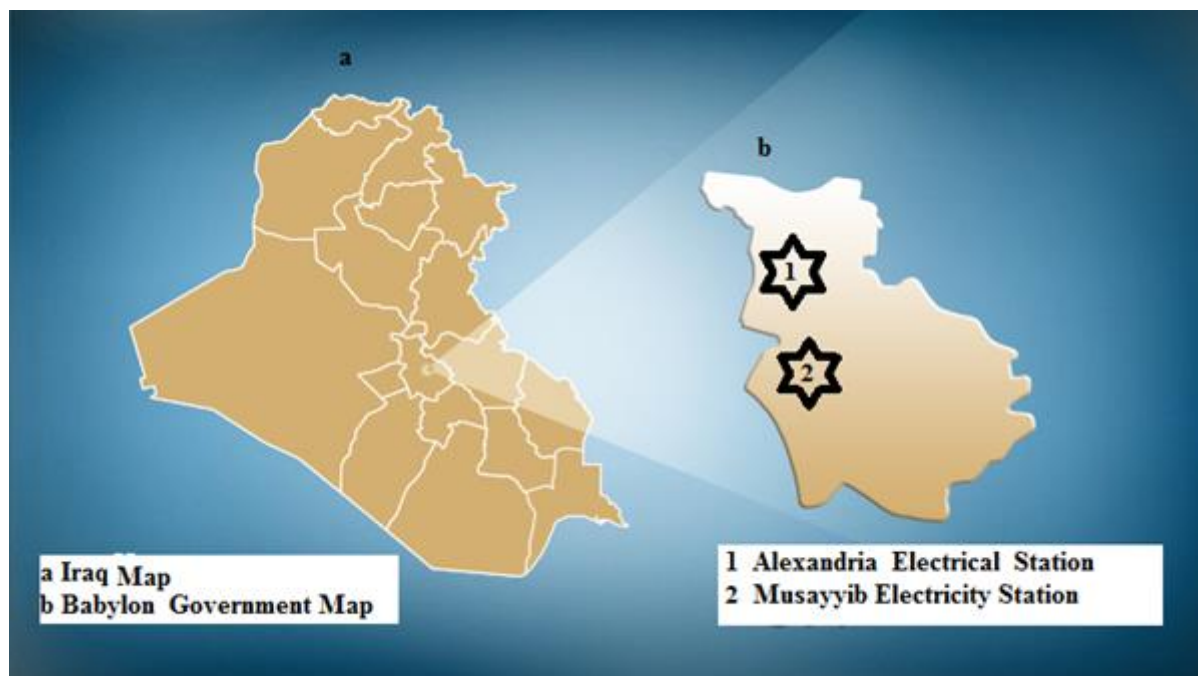 a
b
1
2
a Iraq Map
b Babylon Government Map
1 Alexandria Electrical Station
2 Musayyib Electricity Station